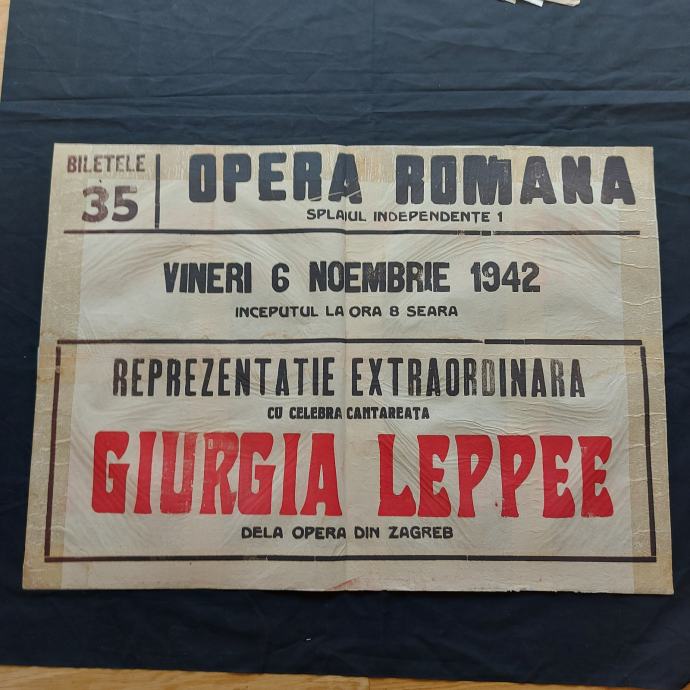 BILETELE
35
OPERA ROMANA
SPLAIUL INDEPENDENTE 1
VINERI 6 NOEMBRIE 1942
INCEPUTUL LA ORA 8 SEARA
REPREZENTATIE EXTRAORDINARA
CU CELEBRA CANTAREAȚA
GIURGIA LEPPEE
DELA OPERA DIN ZAGREB